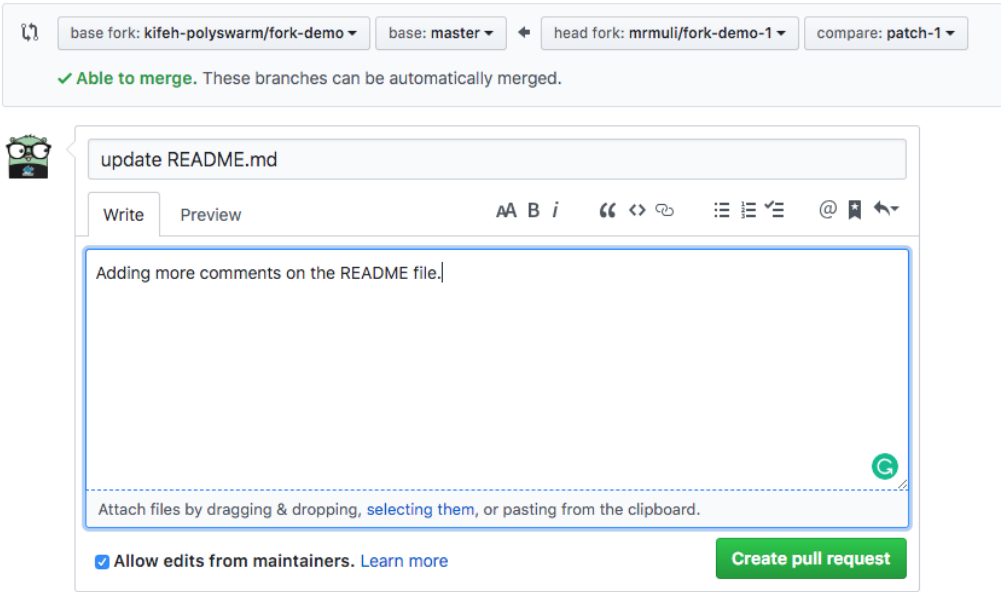 base fork: kifeh-polyswarm/fork-demo base: master head fork: mrmuli/fork-demo-1 compare: patch-1
Able to merge. These branches can be automatically merged.
update README.md
Write Preview AA B i @
Adding more comments on the README file.
G
Attach files by dragging & dropping, selecting them, or pasting from the clipboard.
Allow edits from maintainers. Learn more Create pull request